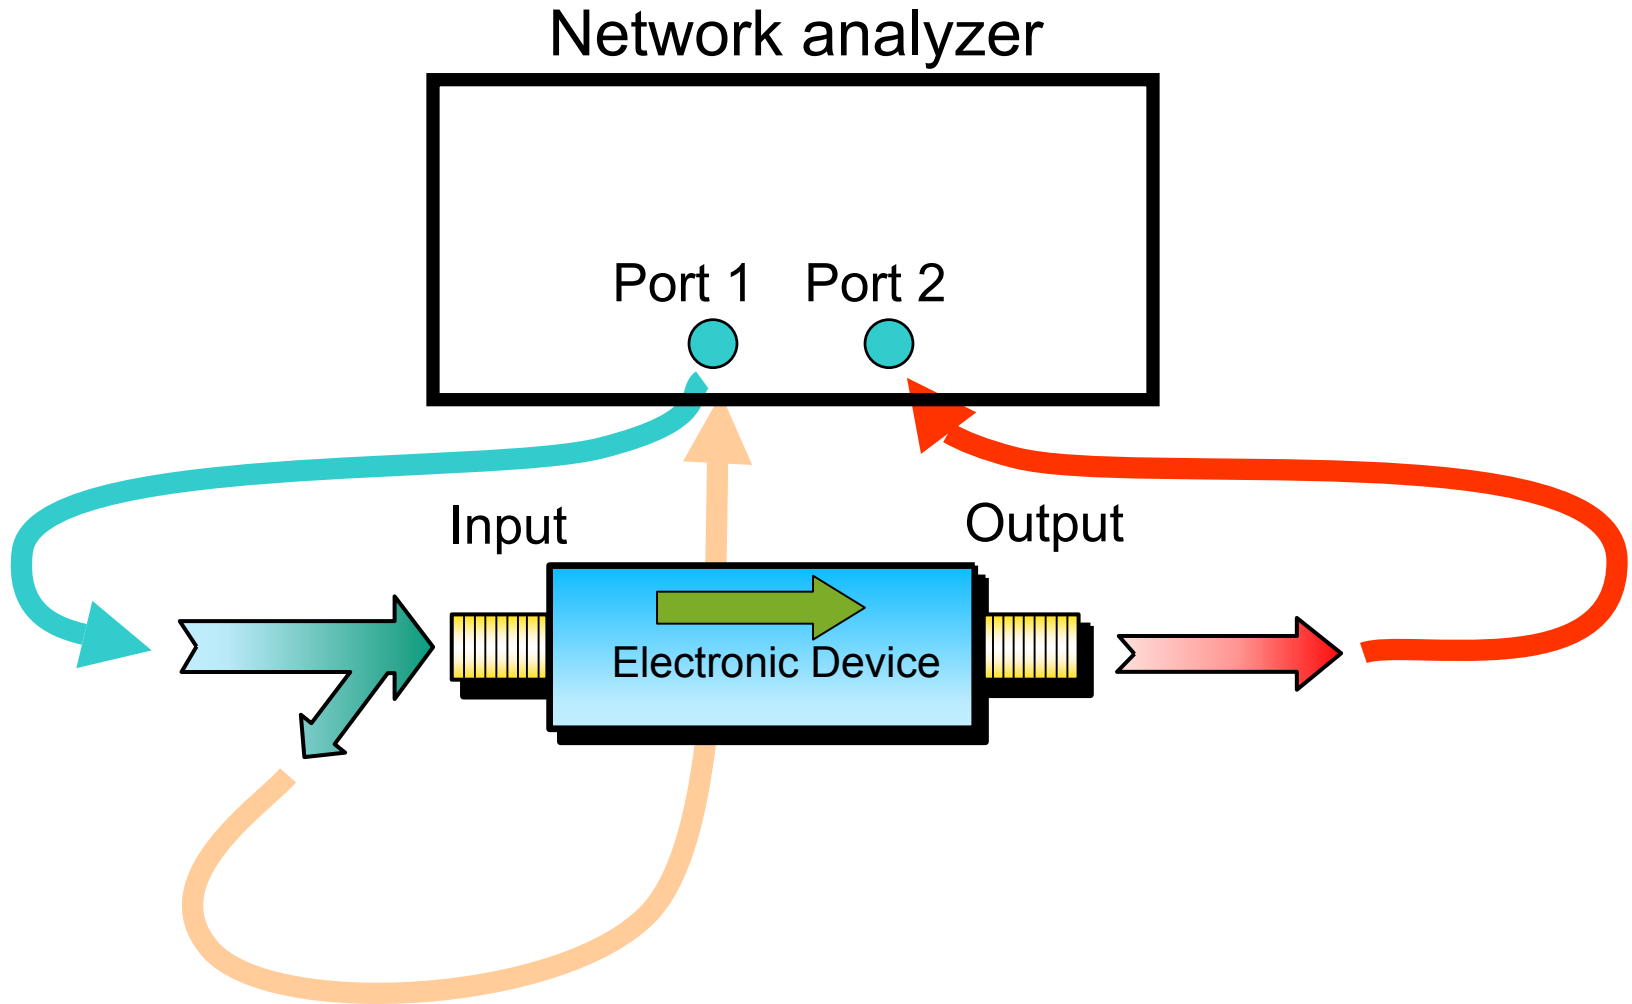 Network analyzer
Port 1 Port 2
Input
Output
Electronic Device